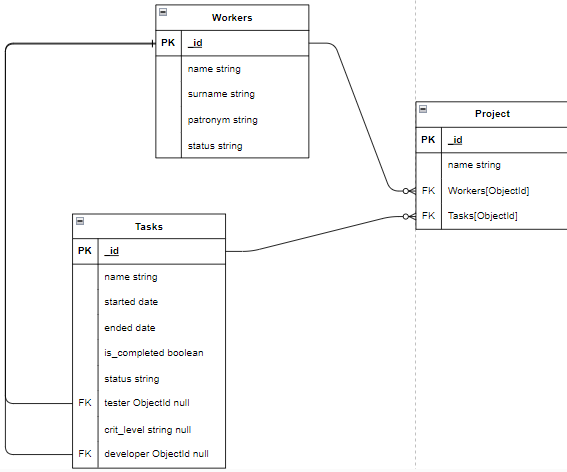 Workers
PK _id
name string
surname string
patronym string
status string
Project
PK _id
name string
FK Workers[ObjectId]
FK Tasks[ObjectId]
Tasks
PK _id
name string
started date
ended date
is_completed boolean
status string
FK tester ObjectId null
crit_level string null
FK developer ObjectId null